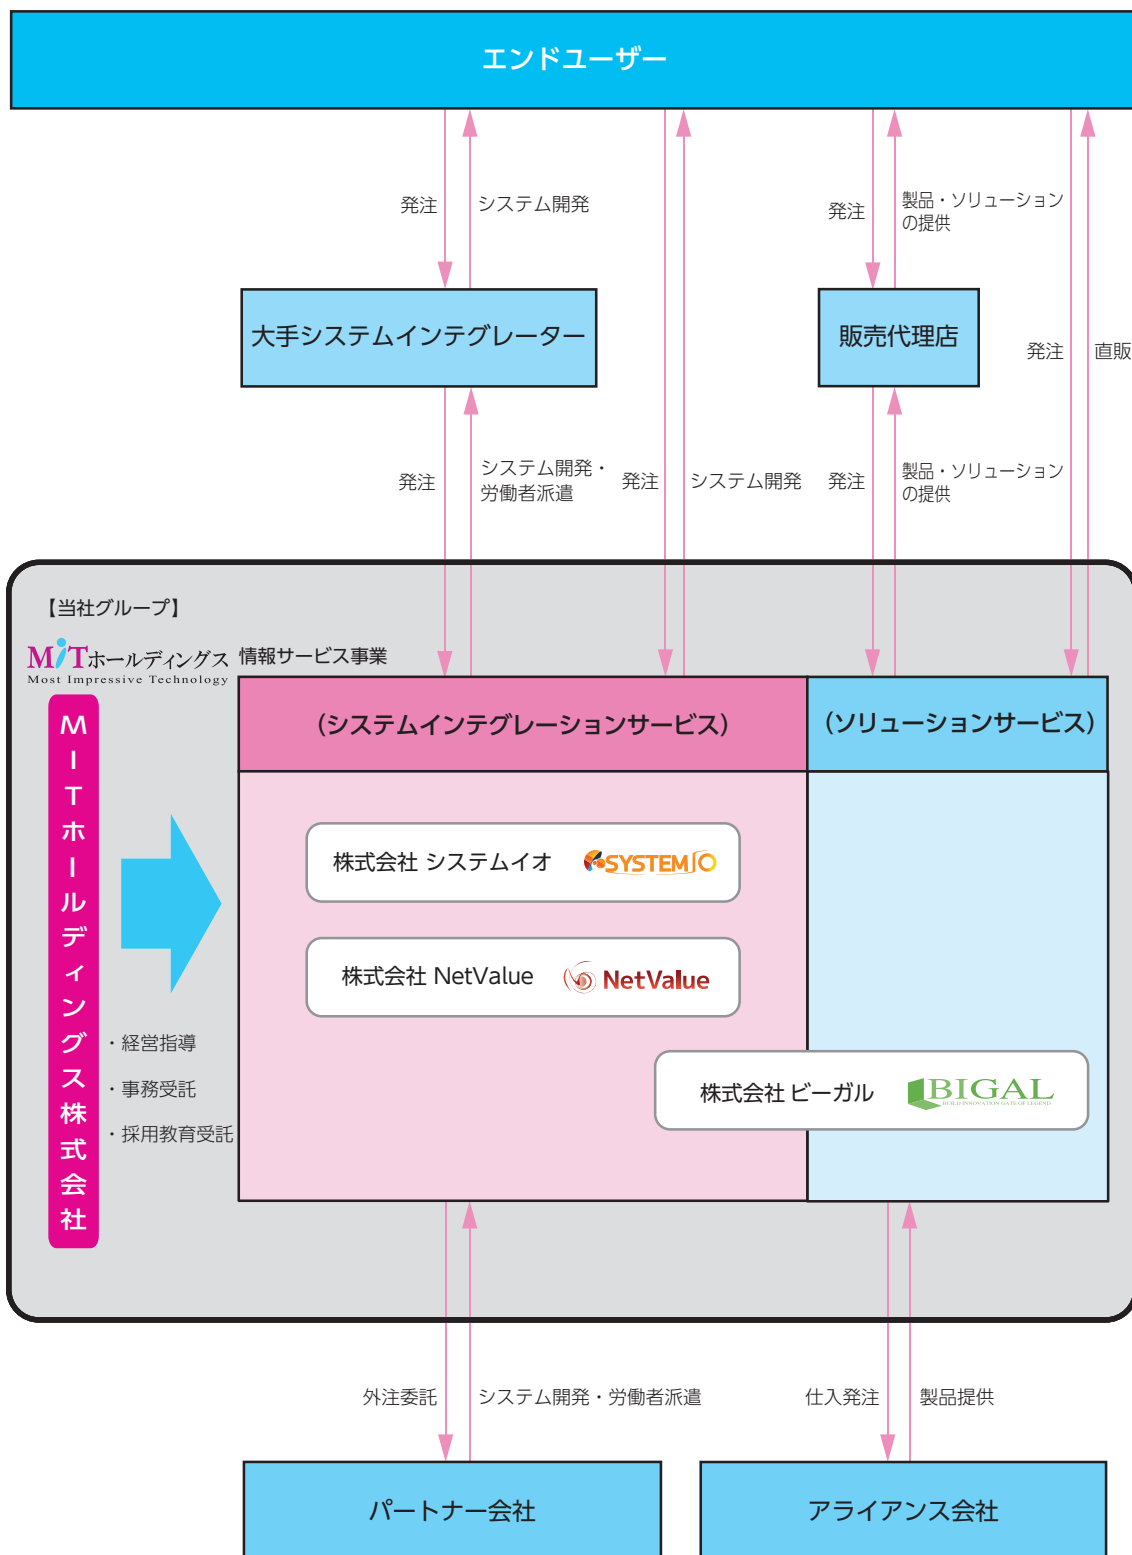 エンドユーザー
発注
システム開発
発注
製品・ソリューション
の提供
大手システムインテグレーター
販売代理店
発注
直販
発注
システム開発・
労働者派遣
発注
システム開発
発注
製品・ソリューション
の提供
【当社グループ】
MiTホールディングス
Most Impressive Technology
情報サービス事業
MITホールディングス株式会社
（システムインテグレーションサービス）
（ソリューションサービス）
株式会社 システムイオ
SYSTEMIO
株式会社 NetValue
NetValue
・経営指導
・事務受託
・採用教育受託
株式会社 ビーガル
BIGAL
BUILD INNOVATION GATE OF LEGEND
外注委託
システム開発・労働者派遣
仕入発注
製品提供
パートナー会社
アライアンス会社